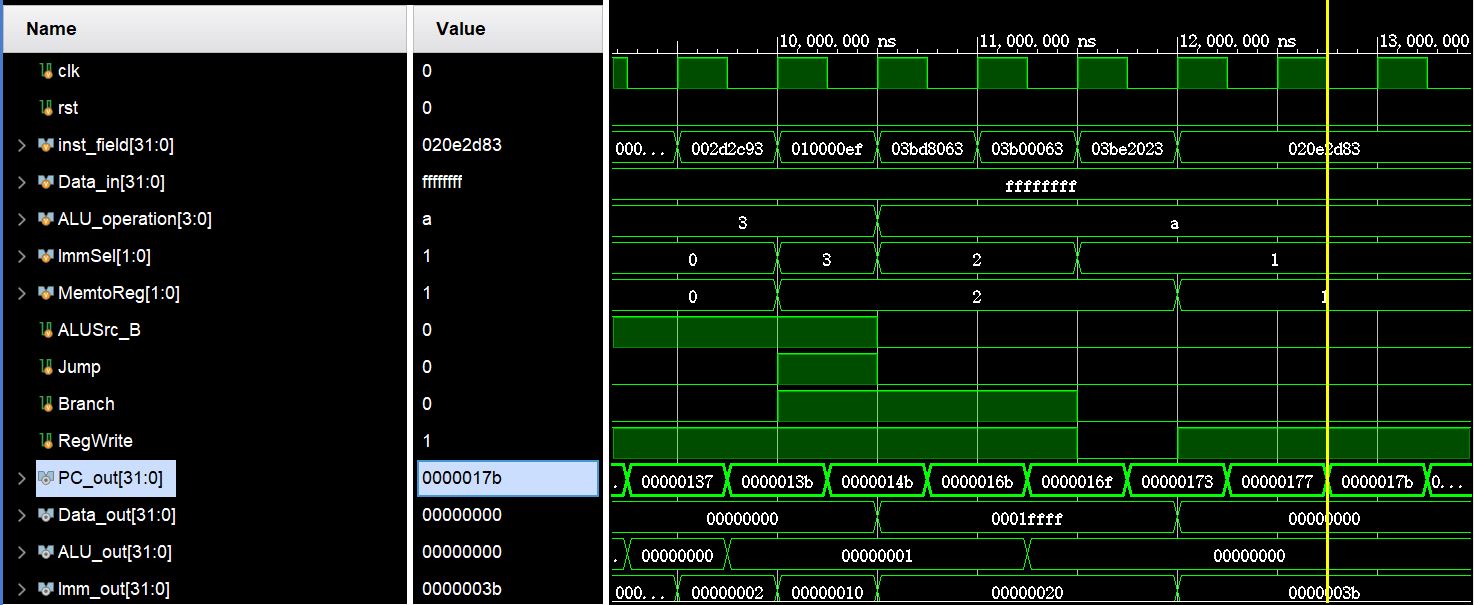 Name Value
10,000.000 ns 11,000.000 ns 12,000.000 ns 13,000.000
clk 0
rst 0
inst_field[31:0] 020e2d83 000... 002d2c93 010000ef 03bd8063 03b00063 03be2023 020e2d83
Data_in[31:0] ffffffff ffffffff
ALU_operation[3:0] a 3 a
ImmSel[1:0] 1 0 3 2 1
MemtoReg[1:0] 1 0 2 1
ALUSrc_B 0
Jump 0
Branch 0
RegWrite 1
PC_out[31:0] 0000017b . 00000137 0000013b 0000014b 0000016b 0000016f 00000173 00000177 0000017b 0...
Data_out[31:0] 00000000 00000000 0001ffff 00000000
ALU_out[31:0] 00000000 . 00000000 00000001 00000000
Imm_out[31:0] 0000003b 000... 00000002 00000010 00000020 0000003b